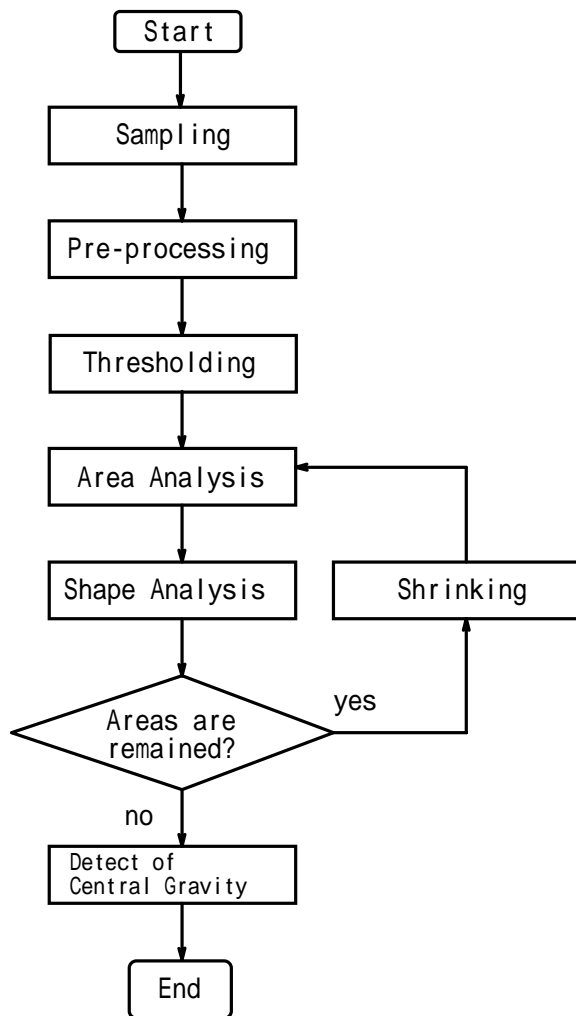 Start
Sampling
Pre-processing
Thresholding
Area Analysis
Shape Analysis
Shrinking
Areas are
remained?
yes
no
Detect of
Central Gravity
End